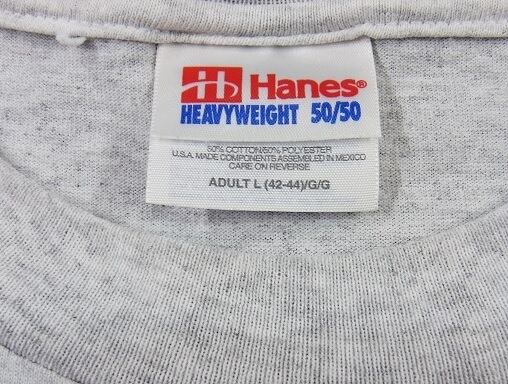 Hanes®
HEAVYWEIGHT 50/50
50% COTTON/50% POLYESTER
U.S.A. MADE COMPONENTS ASSEMBLED IN MEXICO
CARE ON REVERSE
ADULT L (42-44)/G/G